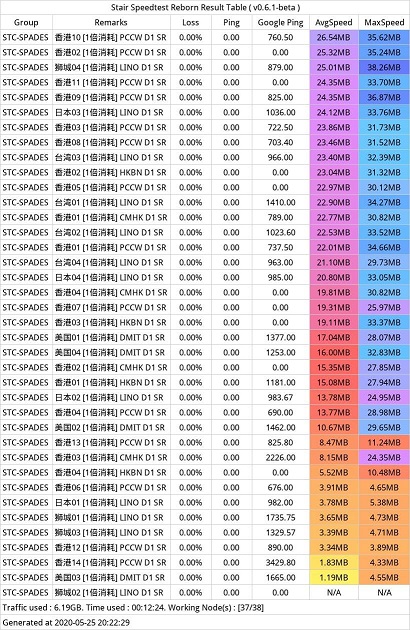 Stair Speedtest Reborn Result Table ( v0.6.1-beta )
Group Remarks Loss Ping Google Ping AvgSpeed MaxSpeed
STC-SPADES 香港10 [1倍消耗] PCCW D1 SR 0.00% 0.00 760.50 26.54MB 35.62MB
STC-SPADES 香港02 [1倍消耗] PCCW D1 SR 0.00% 0.00 0.00 25.32MB 35.24MB
STC-SPADES 狮城04 [1倍消耗] LINO D1 SR 0.00% 0.00 879.00 25.01MB 38.26MB
STC-SPADES 香港11 [1倍消耗] PCCW D1 SR 0.00% 0.00 0.00 24.35MB 33.70MB
STC-SPADES 香港09 [1倍消耗] PCCW D1 SR 0.00% 0.00 825.00 24.35MB 36.87MB
STC-SPADES 日本03 [1倍消耗] LINO D1 SR 0.00% 0.00 1036.00 24.12MB 33.76MB
STC-SPADES 香港03 [1倍消耗] PCCW D1 SR 0.00% 0.00 722.50 23.86MB 31.73MB
STC-SPADES 香港08 [1倍消耗] PCCW D1 SR 0.00% 0.00 703.40 23.46MB 31.52MB
STC-SPADES 台湾03 [1倍消耗] LINO D1 SR 0.00% 0.00 966.00 23.40MB 32.39MB
STC-SPADES 香港02 [1倍消耗] HKBN D1 SR 0.00% 0.00 0.00 23.04MB 31.32MB
STC-SPADES 香港05 [1倍消耗] PCCW D1 SR 0.00% 0.00 0.00 22.97MB 30.12MB
STC-SPADES 台湾01 [1倍消耗] LINO D1 SR 0.00% 0.00 1410.00 22.90MB 34.27MB
STC-SPADES 香港01 [1倍消耗] CMHK D1 SR 0.00% 0.00 789.00 22.77MB 30.82MB
STC-SPADES 台湾02 [1倍消耗] LINO D1 SR 0.00% 0.00 1023.60 22.53MB 33.52MB
STC-SPADES 香港01 [1倍消耗] PCCW D1 SR 0.00% 0.00 737.50 22.01MB 34.66MB
STC-SPADES 台湾04 [1倍消耗] LINO D1 SR 0.00% 0.00 963.00 21.10MB 29.73MB
STC-SPADES 日本04 [1倍消耗] LINO D1 SR 0.00% 0.00 985.00 20.80MB 33.05MB
STC-SPADES 香港04 [1倍消耗] CMHK D1 SR 0.00% 0.00 0.00 19.81MB 30.82MB
STC-SPADES 香港07 [1倍消耗] PCCW D1 SR 0.00% 0.00 0.00 19.31MB 25.97MB
STC-SPADES 香港03 [1倍消耗] HKBN D1 SR 0.00% 0.00 0.00 19.11MB 33.37MB
STC-SPADES 美国01 [1倍消耗] DMIT D1 SR 0.00% 0.00 1377.00 17.04MB 28.07MB
STC-SPADES 美国04 [1倍消耗] DMIT D1 SR 0.00% 0.00 1253.00 16.00MB 32.83MB
STC-SPADES 香港02 [1倍消耗] CMHK D1 SR 0.00% 0.00 0.00 15.35MB 27.85MB
STC-SPADES 香港01 [1倍消耗] HKBN D1 SR 0.00% 0.00 1181.00 15.08MB 27.94MB
STC-SPADES 日本02 [1倍消耗] LINO D1 SR 0.00% 0.00 983.67 13.78MB 24.95MB
STC-SPADES 香港04 [1倍消耗] PCCW D1 SR 0.00% 0.00 690.00 13.77MB 28.98MB
STC-SPADES 美国02 [1倍消耗] DMIT D1 SR 0.00% 0.00 1462.00 10.67MB 29.65MB
STC-SPADES 香港13 [1倍消耗] PCCW D1 SR 0.00% 0.00 825.80 8.47MB 11.24MB
STC-SPADES 香港03 [1倍消耗] CMHK D1 SR 0.00% 0.00 2226.00 8.15MB 24.35MB
STC-SPADES 香港04 [1倍消耗] HKBN D1 SR 0.00% 0.00 0.00 5.52MB 10.48MB
STC-SPADES 香港06 [1倍消耗] PCCW D1 SR 0.00% 0.00 676.00 3.91MB 4.65MB
STC-SPADES 日本01 [1倍消耗] LINO D1 SR 0.00% 0.00 982.00 3.78MB 5.38MB
STC-SPADES 狮城01 [1倍消耗] LINO D1 SR 0.00% 0.00 1735.75 3.65MB 4.73MB
STC-SPADES 狮城03 [1倍消耗] LINO D1 SR 0.00% 0.00 1329.57 3.39MB 4.71MB
STC-SPADES 香港12 [1倍消耗] PCCW D1 SR 0.00% 0.00 890.00 3.34MB 3.89MB
STC-SPADES 香港14 [1倍消耗] PCCW D1 SR 0.00% 0.00 3429.80 1.83MB 4.33MB
STC-SPADES 美国03 [1倍消耗] DMIT D1 SR 0.00% 0.00 1665.00 1.19MB 4.55MB
STC-SPADES 狮城02 [1倍消耗] LINO D1 SR 0.00% 0.00 0.00 N/A N/A
Traffic used : 6.19GB. Time used : 00:12:24. Working Node(s) : [37/38]
Generated at 2020-05-25 20:22:29